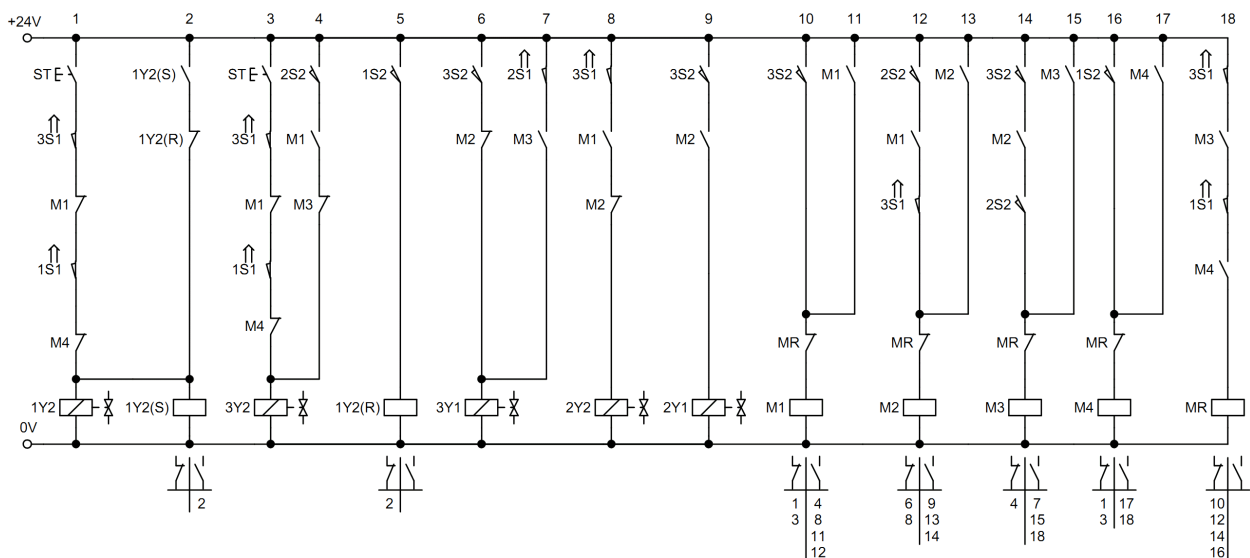 1 2 3 4 5 6 7 8 9 10 11 12 13 14 15 16 17 18
+24V
ST 1Y2(S) ST 2S2 1S2 3S2 2S1 3S1 3S2 3S2 M1 2S2 M2 3S2 M3 1S2 M4 3S1
3S1 1Y2(R) 3S1 M1 M2 M3 M1 M2 M1 M2 M3
M1 M1 M3 M2 3S1 2S2 1S1
1S1 1S1 M4
M4 M4 MR MR MR MR
1Y2 1Y2(S) 3Y2 1Y2(R) 3Y1 2Y2 2Y1 M1 M2 M3 M4 MR
0V
2 2 1 4 6 9 4 7 1 17 10
3 8 8 13 15 3 18 12
11 14 18 14
12 16